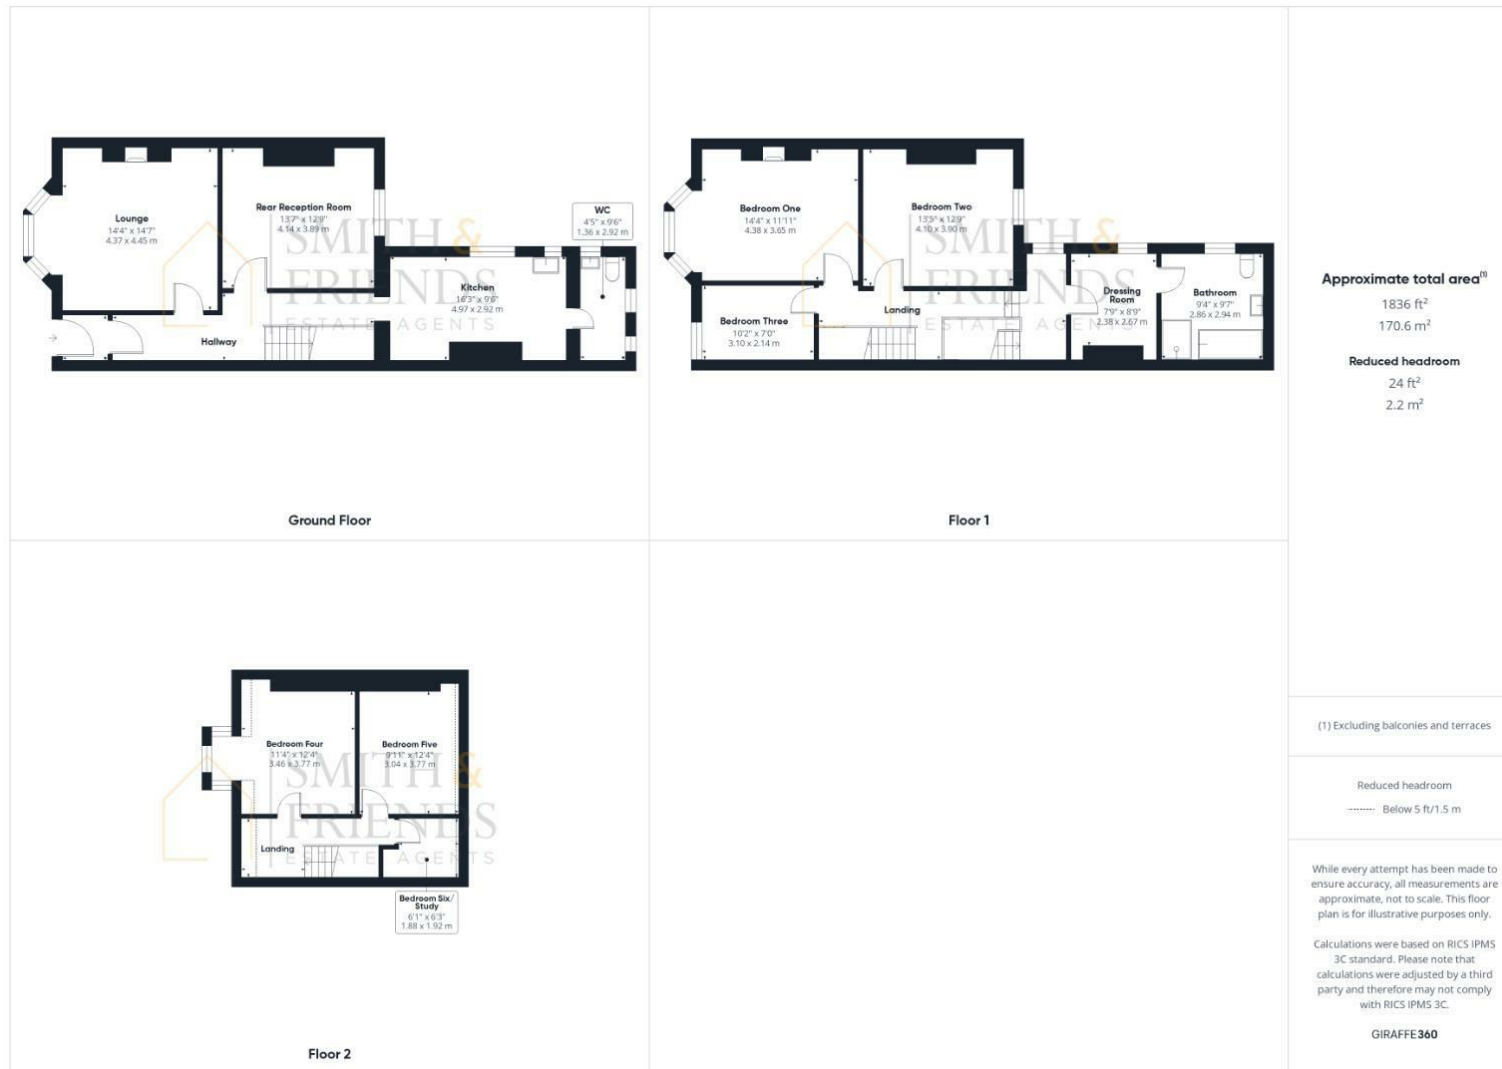 Lounge
14'4" x 14'7"
4.37 x 4.45 m
Rear Reception Room
13'7" x 12'9"
4.14 x 3.89 m
WC
4'5" x 9'6"
1.36 x 2.92 m
Kitchen
16'3" x 9'6"
4.97 x 2.92 m
Hallway
SMITH &
FRIENDS
ESTATE AGENTS
Ground Floor
Bedroom One
14'4" x 11'11"
4.38 x 3.65 m
Bedroom Two
13'5" x 12'9"
4.10 x 3.90 m
Bedroom Three
10'2" x 7'0"
3.10 x 2.14 m
Landing
Dressing
Room
7'9" x 8'9"
2.38 x 2.67 m
Bathroom
9'4" x 9'7"
2.86 x 2.94 m
SMITH &
FRIENDS
ESTATE AGENTS
Floor 1
Approximate total area(1)
1836 ft²
170.6 m²
Reduced headroom
24 ft²
2.2 m²
Bedroom Four
11'4" x 12'4"
3.46 x 3.77 m
Bedroom Five
9'11" x 12'4"
3.04 x 3.77 m
Landing
Bedroom Six/
Study
6'1" x 6'3"
1.88 x 1.92 m
SMITH &
FRIENDS
ESTATE AGENTS
Floor 2
(1) Excluding balconies and terraces
Reduced headroom
Below 5 ft/1.5 m
While every attempt has been made to
ensure accuracy, all measurements are
approximate, not to scale. This floor
plan is for illustrative purposes only.
Calculations were based on RICS IPMS
3C standard. Please note that
calculations were adjusted by a third
party and therefore may not comply
with RICS IPMS 3C.
GIRAFFE360